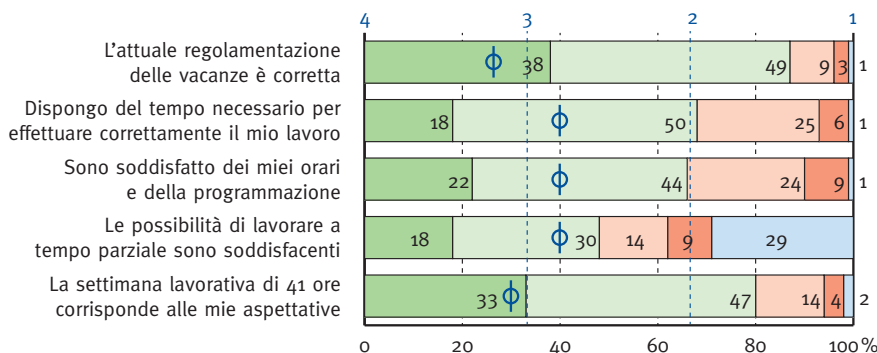 4 3 2 1
L'attuale regolamentazione
delle vacanze è corretta
38 49 9 3 1
Dispongo del tempo necessario per
effettuare correttamente il mio lavoro
18 50 25 6 1
Sono soddisfatto dei miei orari
e della programmazione
22 44 24 9 1
Le possibilità di lavorare a
tempo parziale sono soddisfacenti
18 30 14 9 29
La settimana lavorativa di 41 ore
corrisponde alle mie aspettative
33 47 14 4 2
0 20 40 60 80 100 %